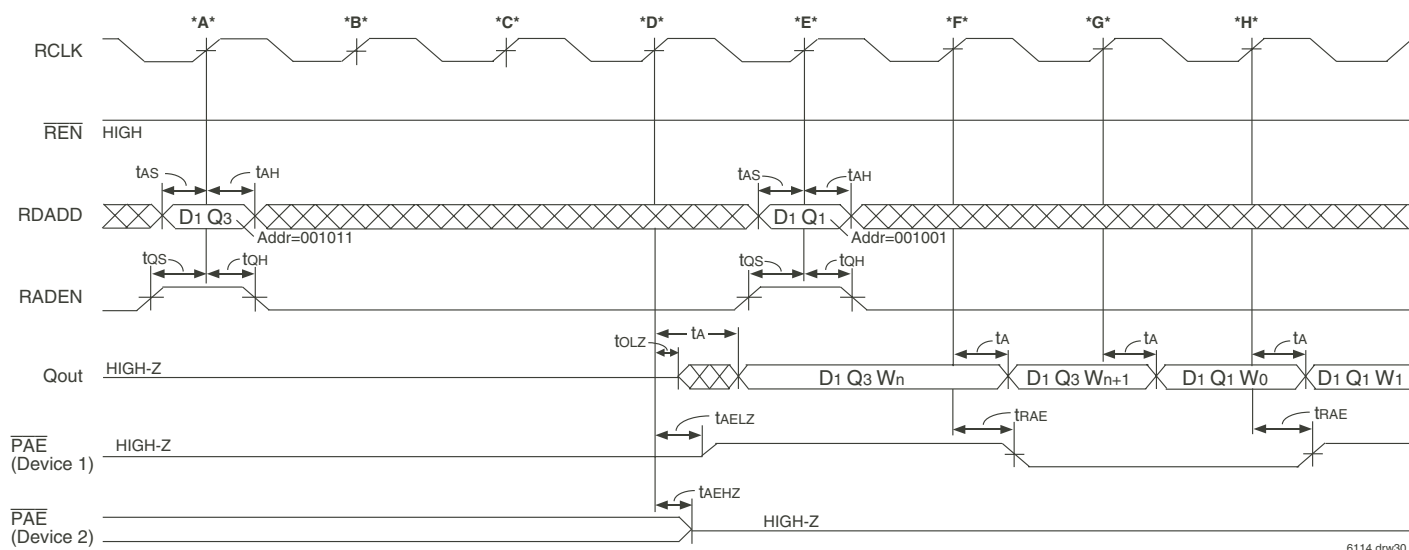 *A* *B* *C* *D* *E* *F* *G* *H*
RCLK
REN HIGH
tAS tAH tAS tAH
RDADD D1 Q3 D1 Q1
Addr=001011 Addr=001001
tQS tQH tQS tQH
RADEN
tA
tOLZ tA tA tA
Qout HIGH-Z D1 Q3 Wn D1 Q3 Wn+1 D1 Q1 W0 D1 Q1 W1
tAELZ tRAE tRAE
PAE HIGH-Z
(Device 1)
tAEHZ
PAE HIGH-Z
(Device 2)
6114 drw30